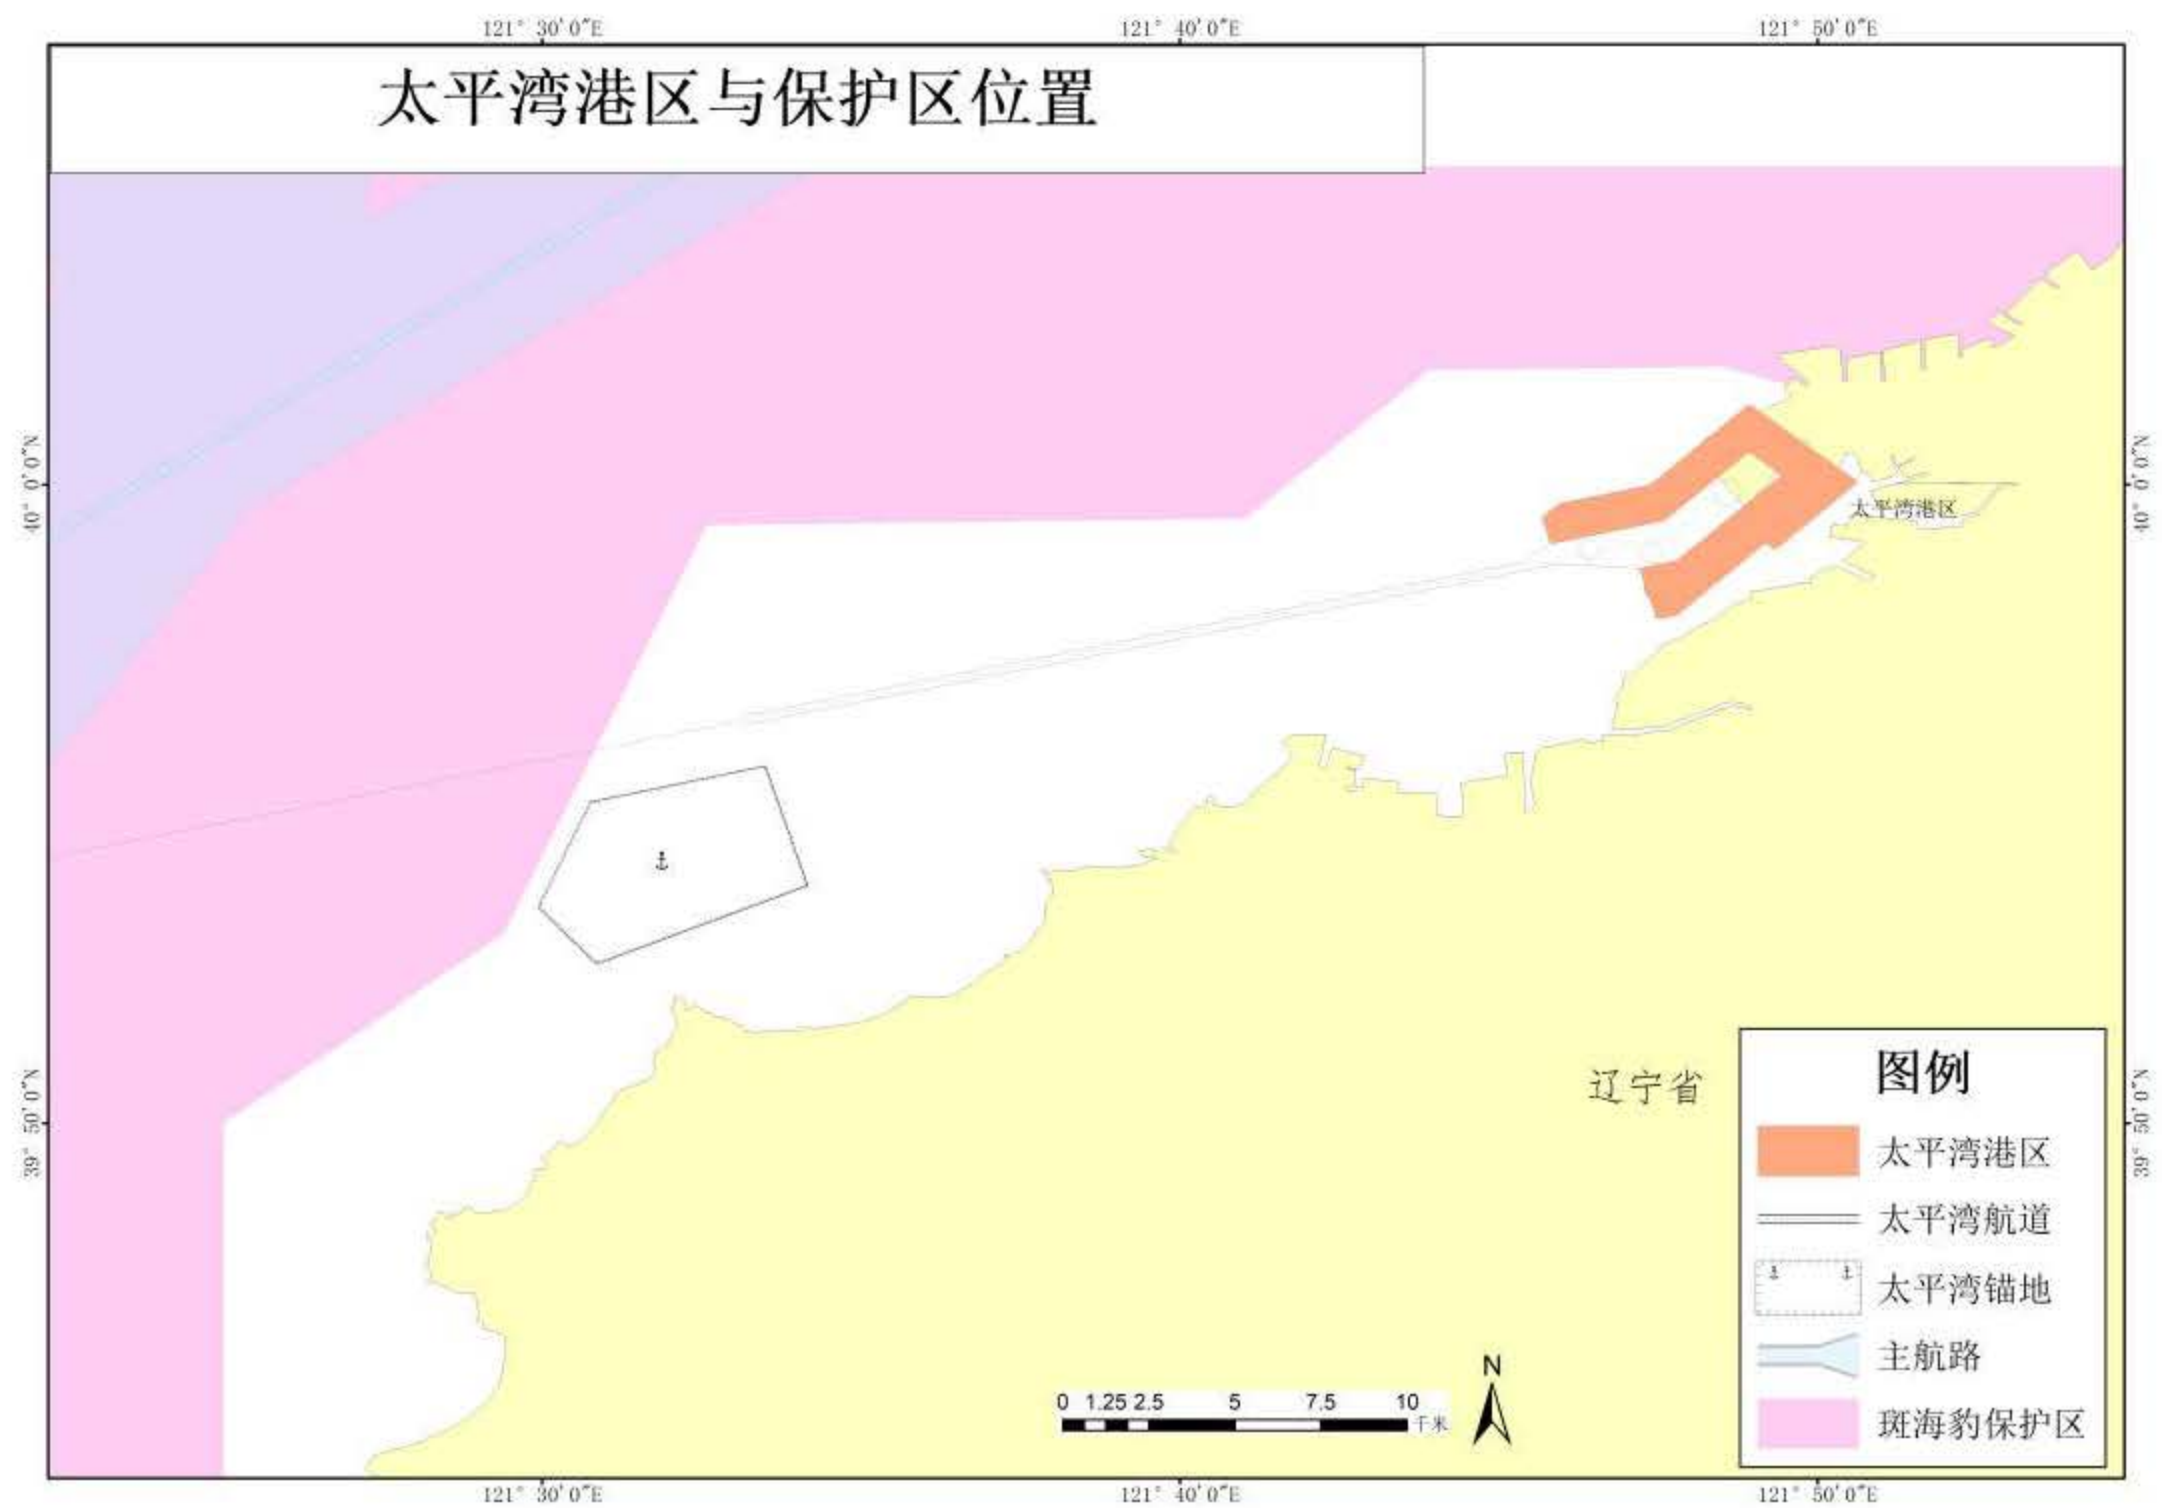 121° 30′ 0″E
121° 40′ 0″E
121° 50′ 0″E
太平湾港区与保护区位置
40° 0′ 0″N
40° 0′ 0″N
太平湾港区
39° 50′ 0″N
39° 50′ 0″N
辽宁省
图例
太平湾港区
太平湾航道
太平湾锚地
主航路
斑海豹保护区
N
0 1.25 2.5 5 7.5 10
千米
121° 30′ 0″E
121° 40′ 0″E
121° 50′ 0″E